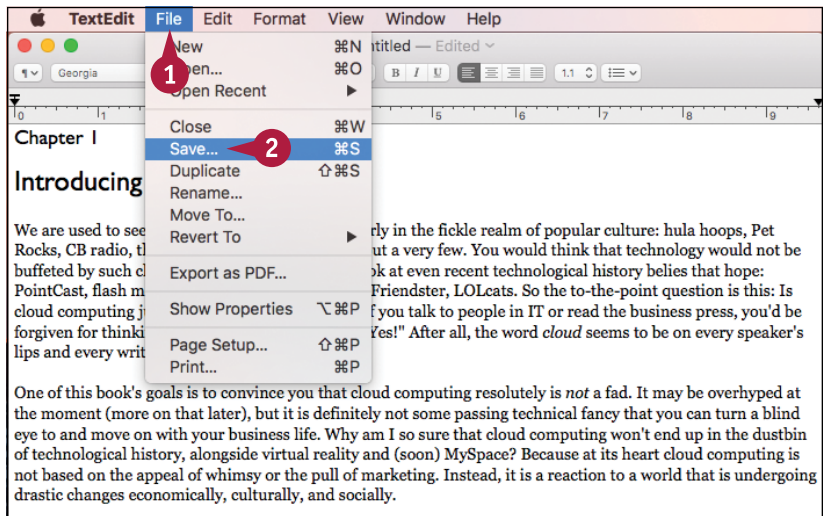 TextEdit File Edit Format View Window Help
ntitled — Edited
Georgia B I U 1.1
0 1 5 6 7 8 9
1
New ⌘N
pen... ⌘O
Open Recent ▶
Close ⌘W
Save... ⌘S
2
Duplicate ⇧⌘S
Rename...
Move To...
Revert To ▶
Export as PDF...
Show Properties ⌥⌘P
Page Setup... ⇧⌘P
Print... ⌘P
Chapter 1
Introducing
We are used to see rly in the fickle realm of popular culture: hula hoops, Pet
Rocks, CB radio, t ut a very few. You would think that technology would not be
buffeted by such c ok at even recent technological history belies that hope:
PointCast, flash m Friendster, LOLcats. So the to-the-point question is this: Is
cloud computing j f you talk to people in IT or read the business press, you'd be
forgiven for thinki Yes!" After all, the word cloud seems to be on every speaker's
lips and every writ
One of this book's goals is to convince you that cloud computing resolutely is not a fad. It may be overhyped at
the moment (more on that later), but it is definitely not some passing technical fancy that you can turn a blind
eye to and move on with your business life. Why am I so sure that cloud computing won't end up in the dustbin
of technological history, alongside virtual reality and (soon) MySpace? Because at its heart cloud computing is
not based on the appeal of whimsy or the pull of marketing. Instead, it is a reaction to a world that is undergoing
drastic changes economically, culturally, and socially.